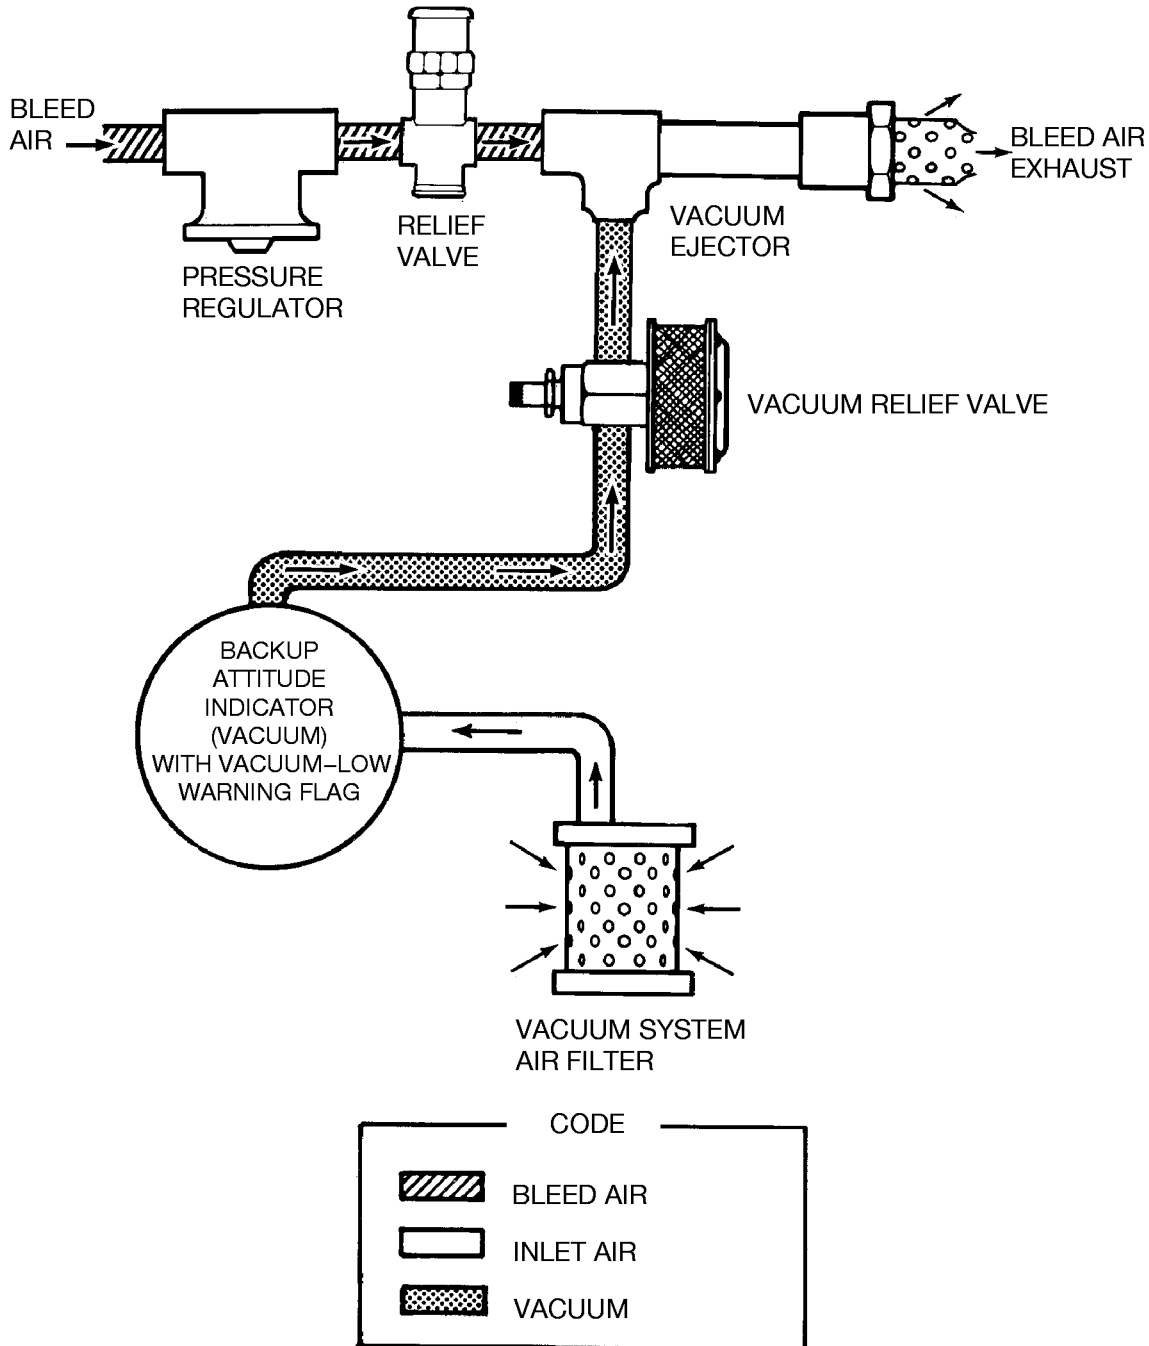 BLEED
AIR
PRESSURE
REGULATOR
RELIEF
VALVE
VACUUM
EJECTOR
BLEED AIR
EXHAUST
VACUUM RELIEF VALVE
BACKUP
ATTITUDE
INDICATOR
(VACUUM)
WITH VACUUM–LOW
WARNING FLAG
VACUUM SYSTEM
AIR FILTER
CODE
BLEED AIR
INLET AIR
VACUUM